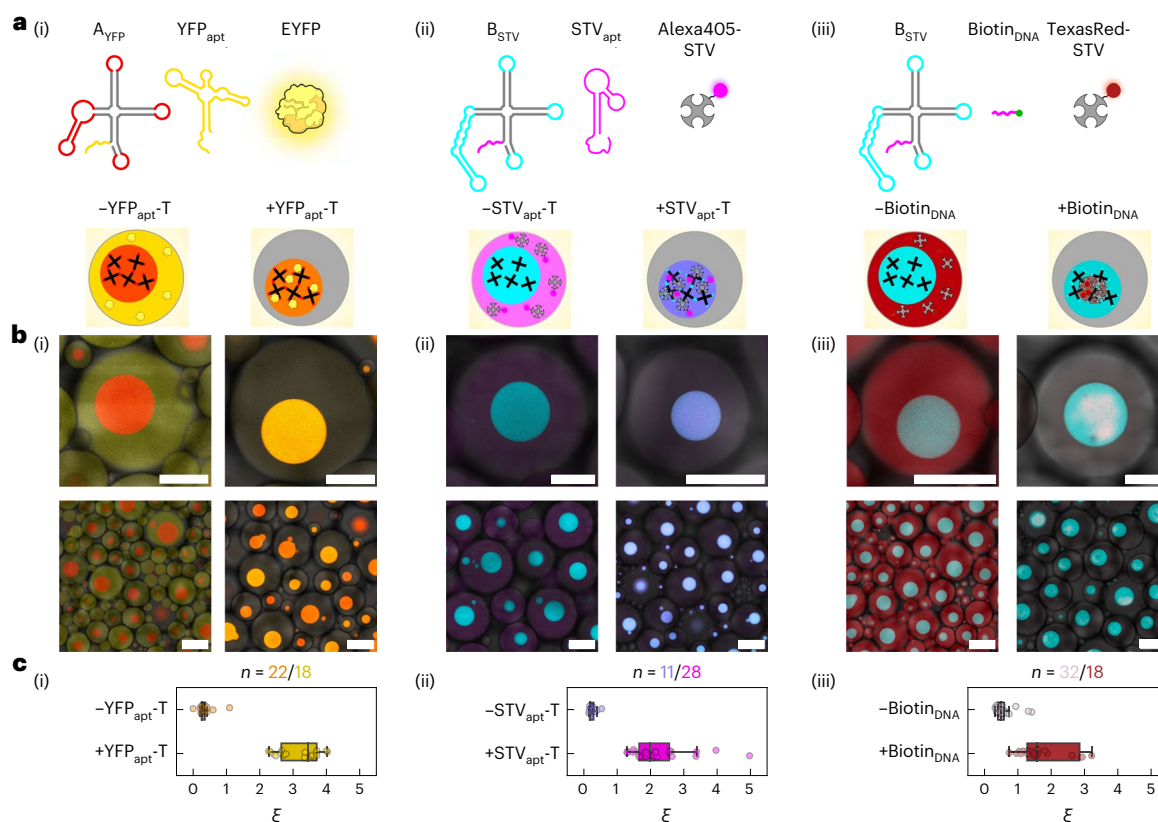 a (i) A_YFP YFP_apt EYFP (ii) B_STV STV_apt Alexa405-STV (iii) B_STV Biotin_DNA TexasRed-STV
−YFP_apt-T +YFP_apt-T −STV_apt-T +STV_apt-T −Biotin_DNA +Biotin_DNA
b (i) (ii) (iii)
c n = 22/18 n = 11/28 n = 32/18
(i) (ii) (iii)
−YFP_apt-T −STV_apt-T −Biotin_DNA
+YFP_apt-T +STV_apt-T +Biotin_DNA
0 1 2 3 4 5 0 1 2 3 4 5 0 1 2 3 4 5
ξ ξ ξ